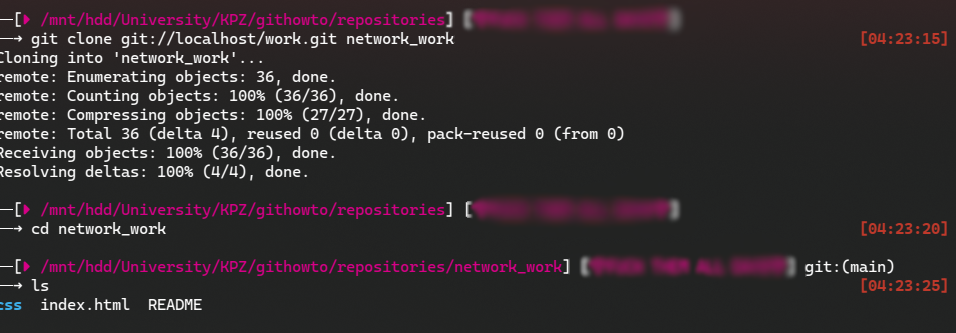 ─[ /mnt/hdd/University/KPZ/githowto/repositories] [
─→ git clone git://localhost/work.git network_work [04:23:15]
Cloning into 'network_work'...
remote: Enumerating objects: 36, done.
remote: Counting objects: 100% (36/36), done.
remote: Compressing objects: 100% (27/27), done.
remote: Total 36 (delta 4), reused 0 (delta 0), pack-reused 0 (from 0)
Receiving objects: 100% (36/36), done.
Resolving deltas: 100% (4/4), done.
─[ /mnt/hdd/University/KPZ/githowto/repositories] [ ]
─→ cd network_work [04:23:20]
─[ /mnt/hdd/University/KPZ/githowto/repositories/network_work] [ ] git:(main)
─→ ls [04:23:25]
css index.html README